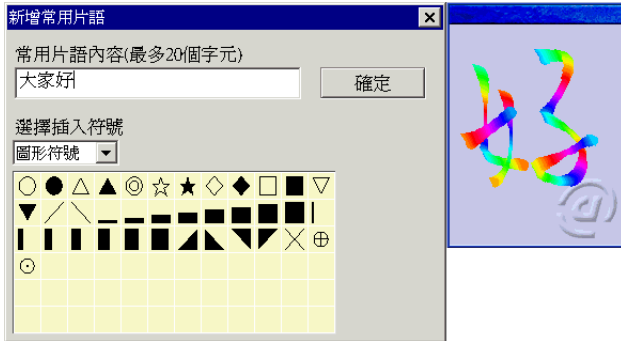 新增常用片語
常用片語內容(最多20個字元)
大家好
確定
選擇插入符號
圖形符號
○●△▲◎☆★◇◆□■▽
▼╱╲▁▂▃▄▅▆▇█▏
▎▍▌▋▊▉◢◣◥◤╳⊕
⊙
好
@